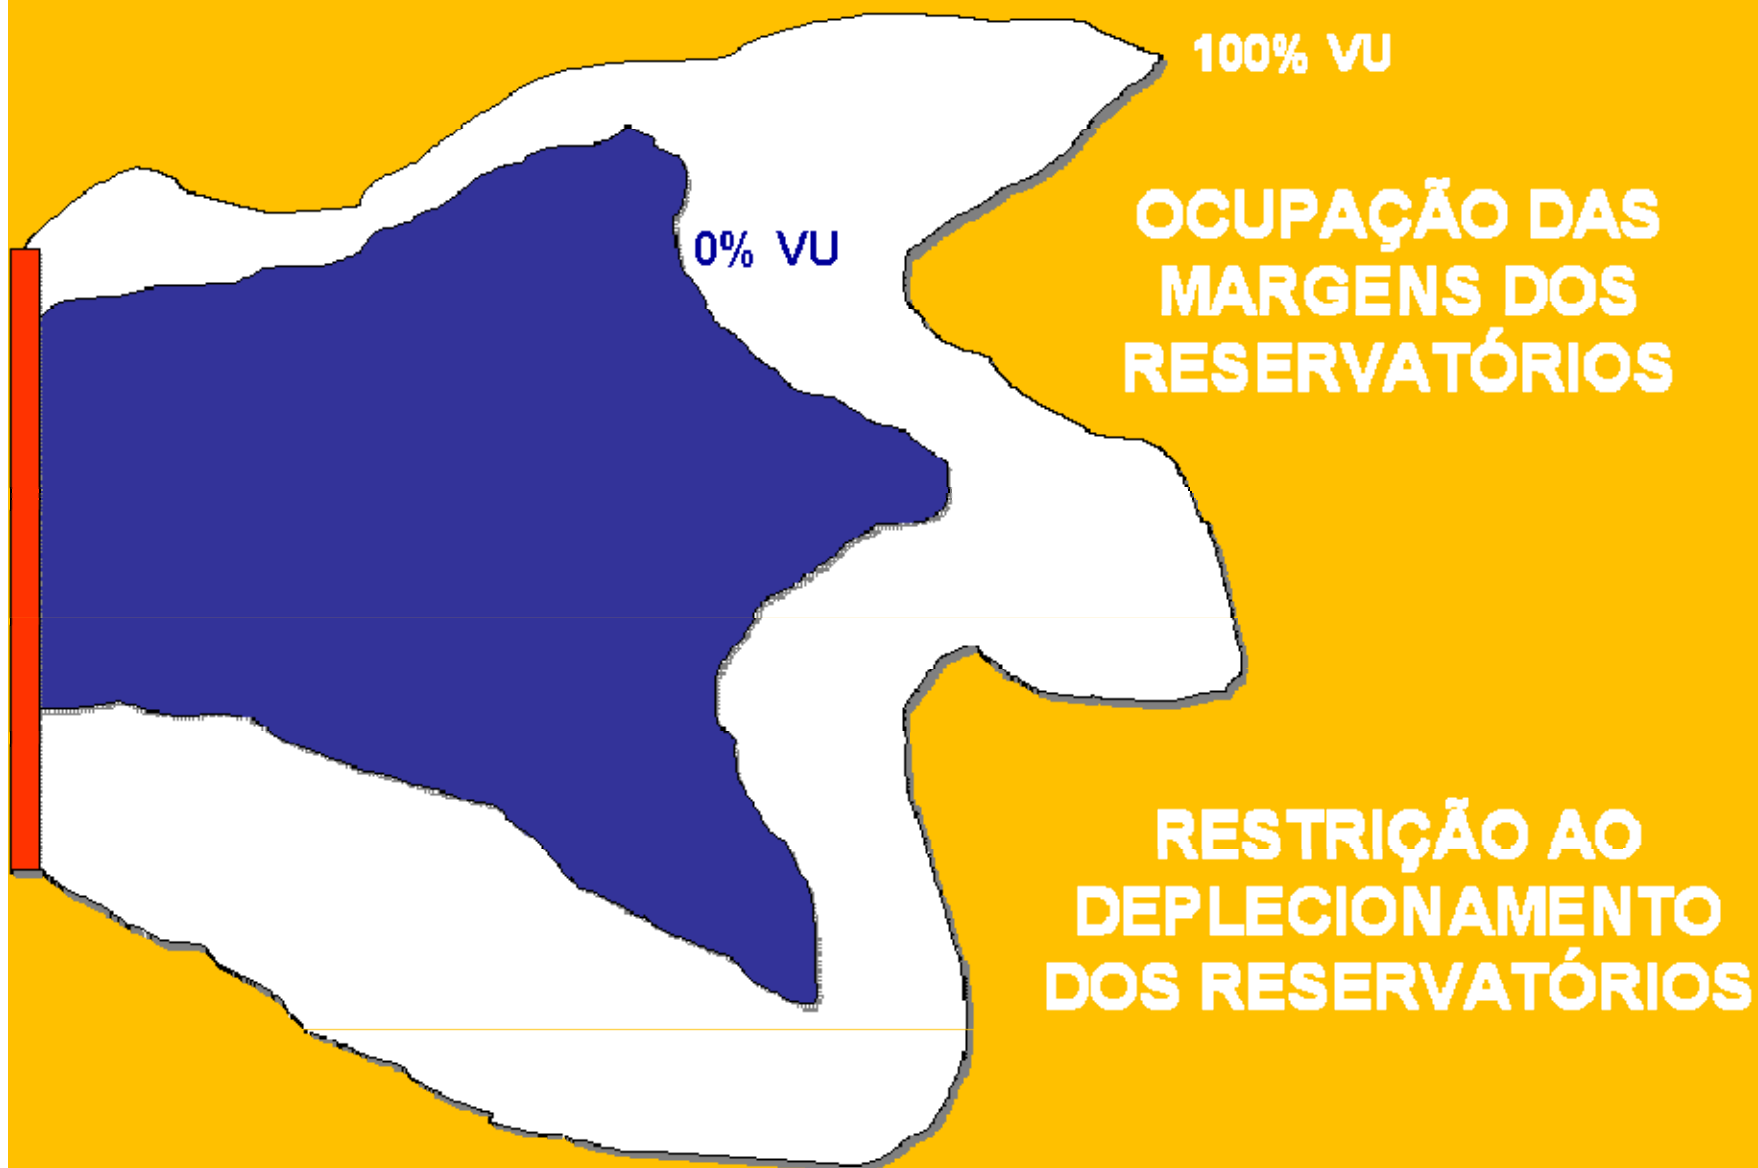 100% VU
OCUPAÇÃO DAS
MARGENS DOS
RESERVATÓRIOS
0% VU
RESTRIÇÃO AO
DEPLECIONAMENTO
DOS RESERVATÓRIOS